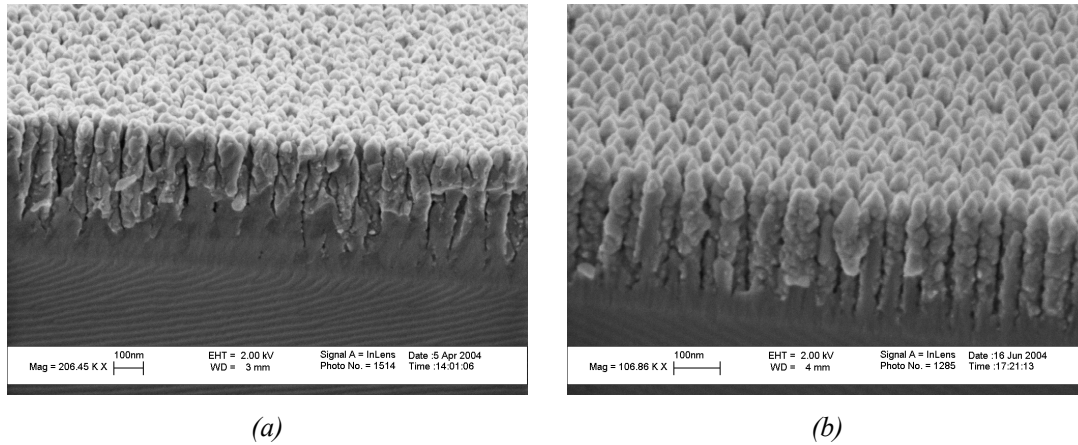 100nm EHT = 2.00 kV Signal A = InLens Date :5 Apr 2004
Mag = 206.45 K X WD = 3 mm Photo No. = 1514 Time :14:01:06
100nm EHT = 2.00 kV Signal A = InLens Date :16 Jun 2004
Mag = 106.86 K X WD = 4 mm Photo No. = 1285 Time :17:21:13
(a) (b)